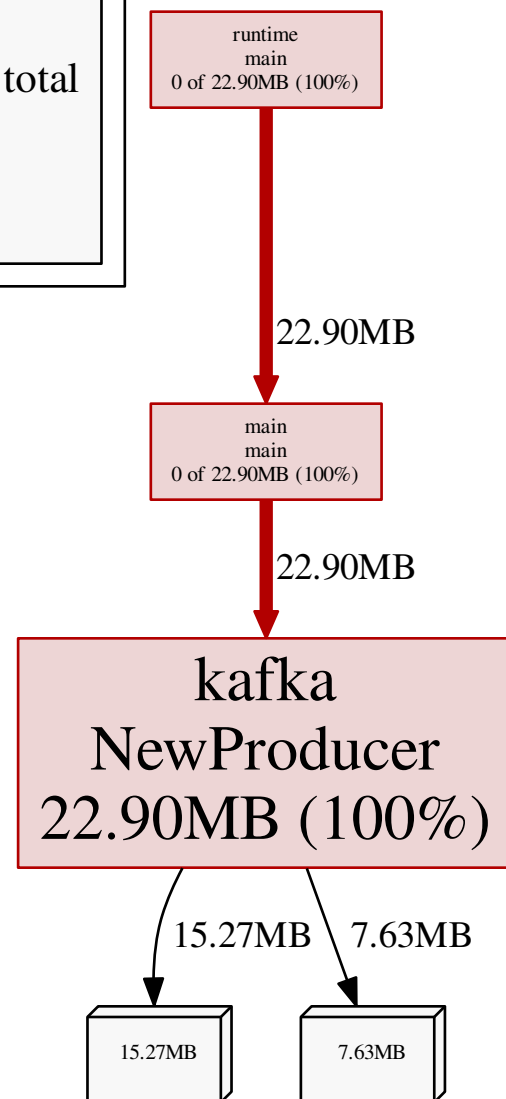 total
runtime
main
0 of 22.90MB (100%)
22.90MB
main
main
0 of 22.90MB (100%)
22.90MB
kafka
NewProducer
22.90MB (100%)
15.27MB
7.63MB
15.27MB
7.63MB